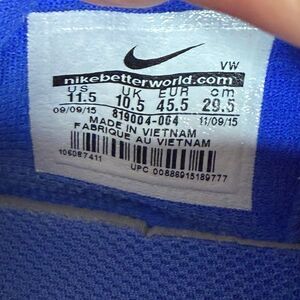 VW
nikebetterworld.com
US UK EUR cm
11.5 10.5 45.5 29.5
09/09/15 819004-064 11/09/15
MADE IN VIETNAM
FABRIQUE AU VIETNAM
106087411
UPC 00886915189777